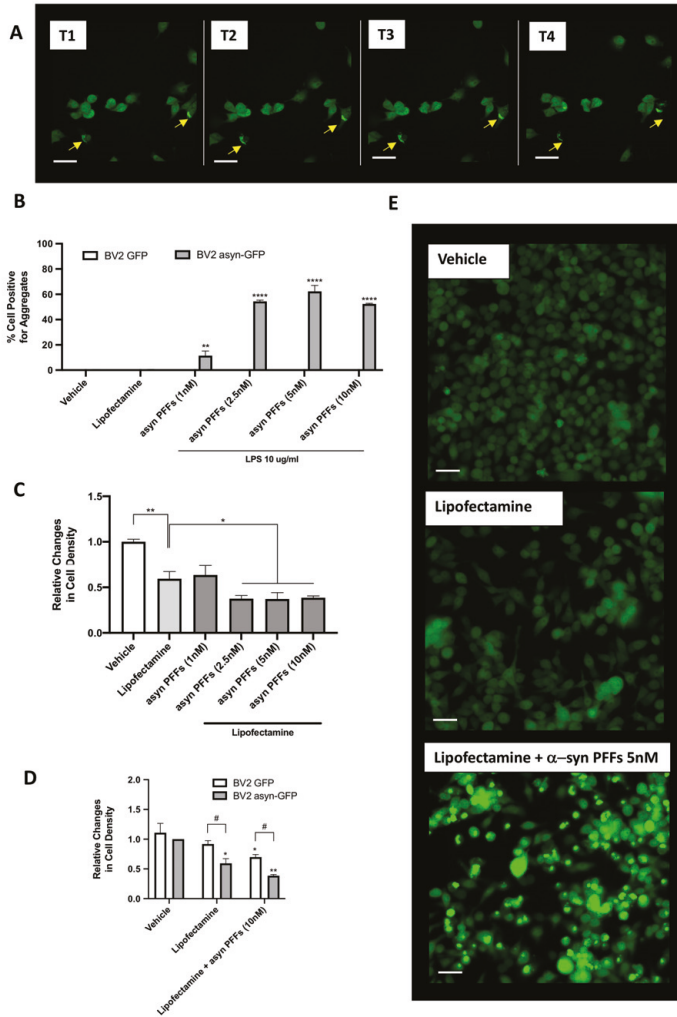 A
T1
T2
T3
T4
B
% Cell Positive
for Aggregates
100
80
60
40
20
0
BV2 GFP
BV2 asyn-GFP
**
****
****
****
Vehicle
Lipofectamine
asyn PFFs (1nM)
asyn PFFs (2.5nM)
asyn PFFs (5nM)
asyn PFFs (10nM)
LPS 10 ug/ml
C
Relative Changes
in Cell Density
1.5
1.0
0.5
0.0
**
*
Vehicle
Lipofectamine
asyn PFFs (1nM)
asyn PFFs (2.5nM)
asyn PFFs (5nM)
asyn PFFs (10nM)
Lipofectamine
D
Relative Changes
in Cell Density
2.0
1.5
1.0
0.5
0.0
BV2 GFP
BV2 asyn-GFP
#
*
#
*
**
Vehicle
Lipofectamine
Lipofectamine + asyn PFFs (10nM)
E
Vehicle
Lipofectamine
Lipofectamine + α–syn PFFs 5nM